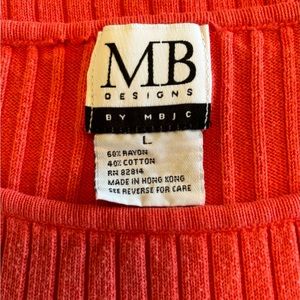 MB
DESIGNS
BY MBJC
L
60% RAYON
40% COTTON
RN 82814
MADE IN HONG KONG
SEE REVERSE FOR CARE